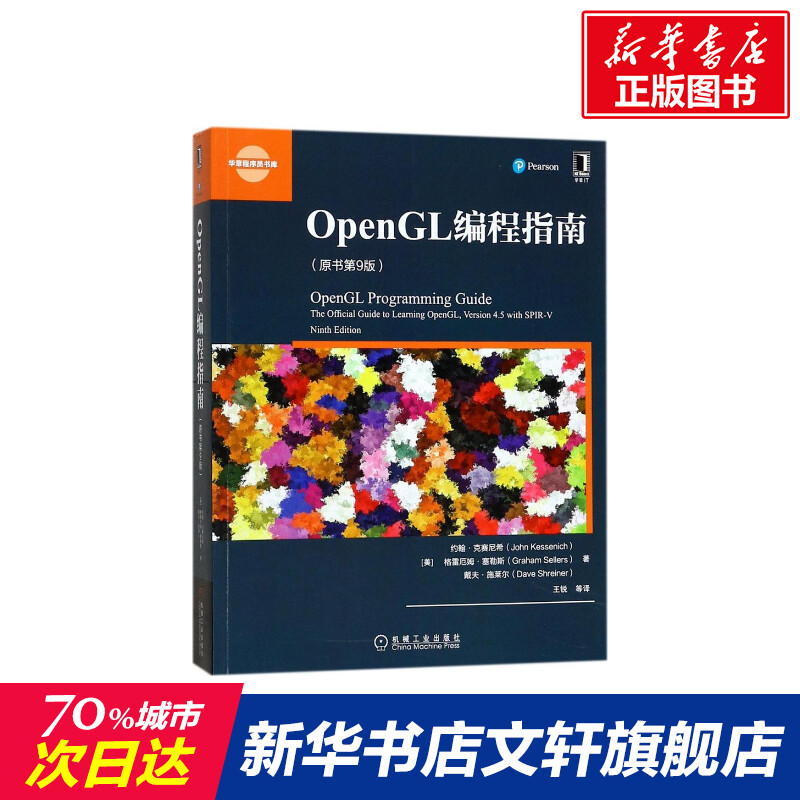 新华书店
正版图书
华章程序员书库
Pearson
华章IT
OpenGL编程指南
（原书第9版）
OpenGL Programming Guide
The Official Guide to Learning OpenGL, Version 4.5 with SPIR-V
Ninth Edition
OpenGL编程指南
（原书第9版）
约翰·克赛尼希（John Kessenich）
[美] 格雷厄姆·塞勒斯（Graham Sellers） 著
戴夫·施莱尔（Dave Shreiner）
王锐 等译
机械工业出版社
China Machine Press
70%城市
次日达
新华书店文轩旗舰店